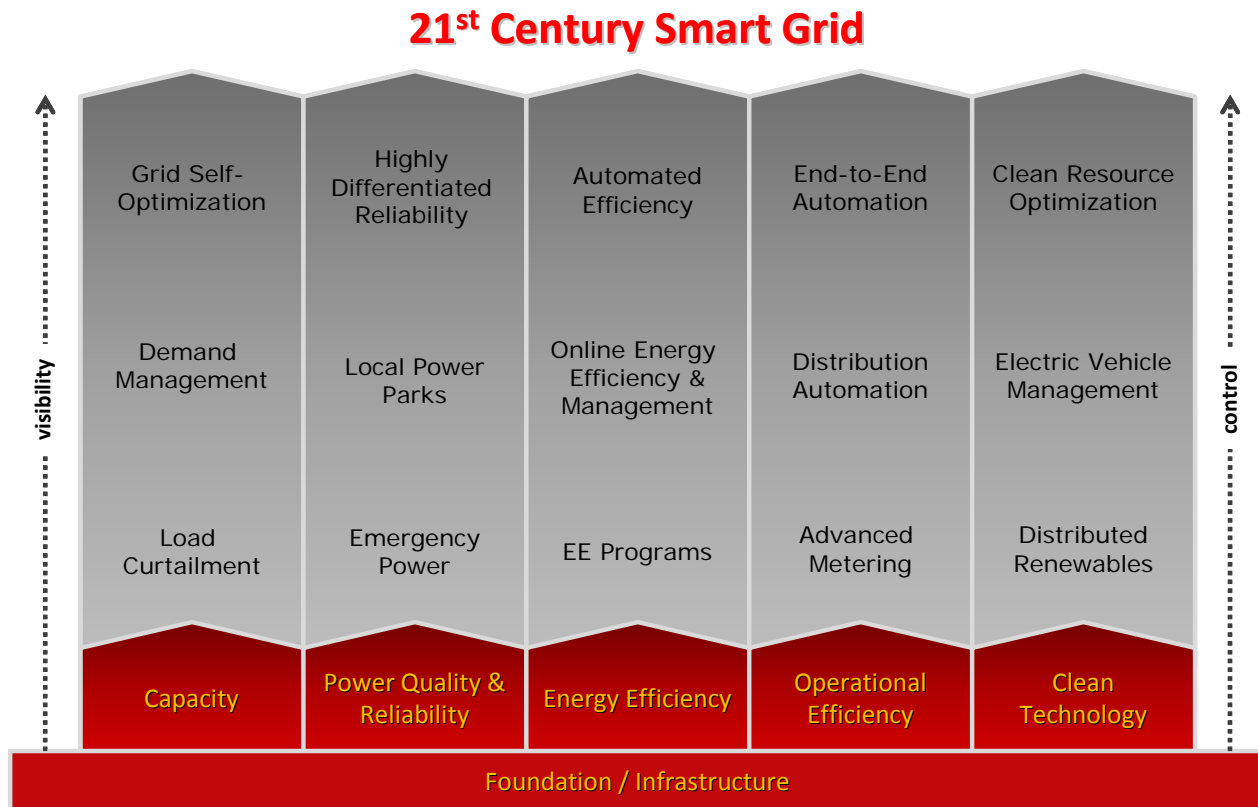 21st Century Smart Grid
Grid Self-
Optimization
Highly
Differentiated
Reliability
Automated
Efficiency
End-to-End
Automation
Clean Resource
Optimization
Demand
Management
Local Power
Parks
Online Energy
Efficiency &
Management
Distribution
Automation
Electric Vehicle
Management
visibility
control
Load
Curtailment
Emergency
Power
EE Programs
Advanced
Metering
Distributed
Renewables
Capacity
Power Quality &
Reliability
Energy Efficiency
Operational
Efficiency
Clean
Technology
Foundation / Infrastructure